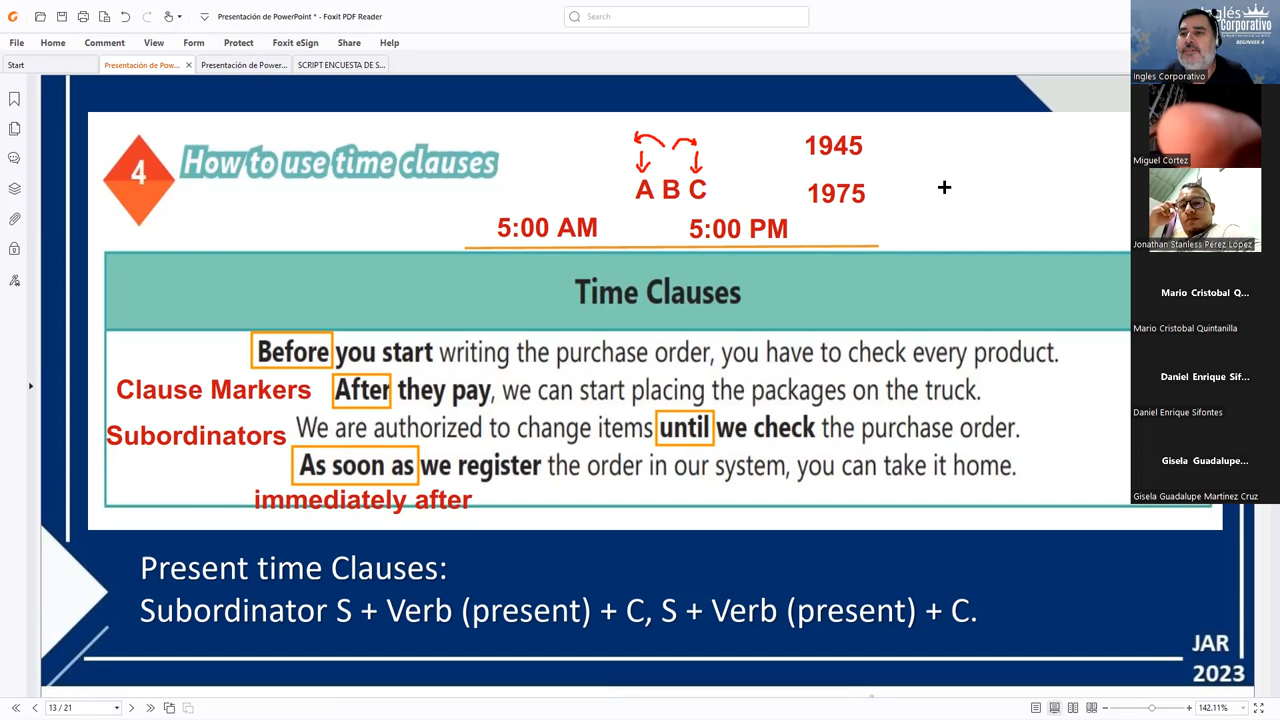 Presentación de PowerPoint * - Foxit PDF Reader
Search
File Home Comment View Form Protect Foxit eSign Share Help
Start
Presentación de Pow...
Presentación de Power...
SCRIPT ENCUESTA DE S...
Inglés
Corporativo
BEGINNER 4
Ingles Corporativo
Miguel Cortez
Jonathan Stanless Pérez López
Mario Cristobal Q...
Mario Cristobal Quintanilla
Daniel Enrique Sif...
Daniel Enrique Sifontes
Gisela Guadalupe...
Gisela Guadalupe Martinez Cruz
4
How to use time clauses
A B C
1945
1975
5:00 AM
5:00 PM
Time Clauses
Before you start writing the purchase order, you have to check every product.
Clause Markers
After they pay, we can start placing the packages on the truck.
Subordinators
We are authorized to change items until we check the purchase order.
As soon as we register the order in our system, you can take it home.
immediately after
Present time Clauses:
Subordinator S + Verb (present) + C, S + Verb (present) + C.
JAR
2023
13 / 21
142.11%